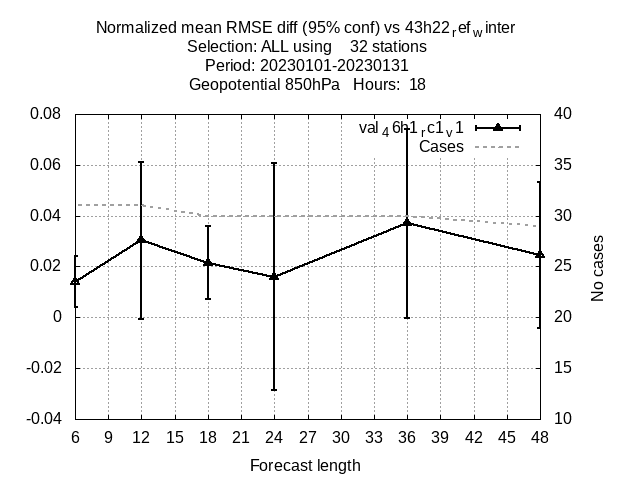 Normalized mean RMSE diff (95% conf) vs 43h22refwinter
Selection: ALL using    32 stations
Period: 20230101-20230131
Geopotential 850hPa   Hours:  18
val46h1rc1v1
Cases
0.08
0.06
0.04
0.02
0
-0.02
-0.04
40
35
30
25
20
15
10
No cases
6 9 12 15 18 21 24 27 30 33 36 39 42 45 48
Forecast length